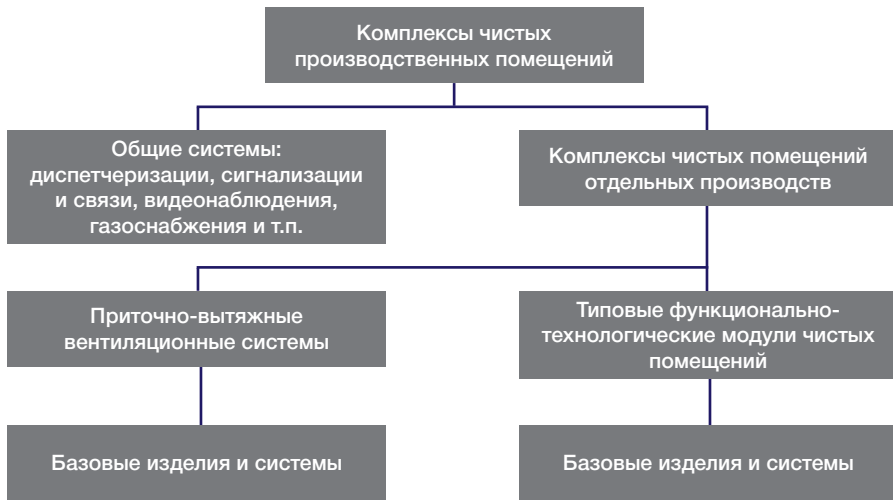 Комплексы чистых
производственных помещений
Общие системы:
диспетчеризации, сигнализации
и связи, видеонаблюдения,
газоснабжения и т.п.
Комплексы чистых помещений
отдельных производств
Приточно-вытяжные
вентиляционные системы
Типовые функционально-
технологические модули чистых
помещений
Базовые изделия и системы
Базовые изделия и системы